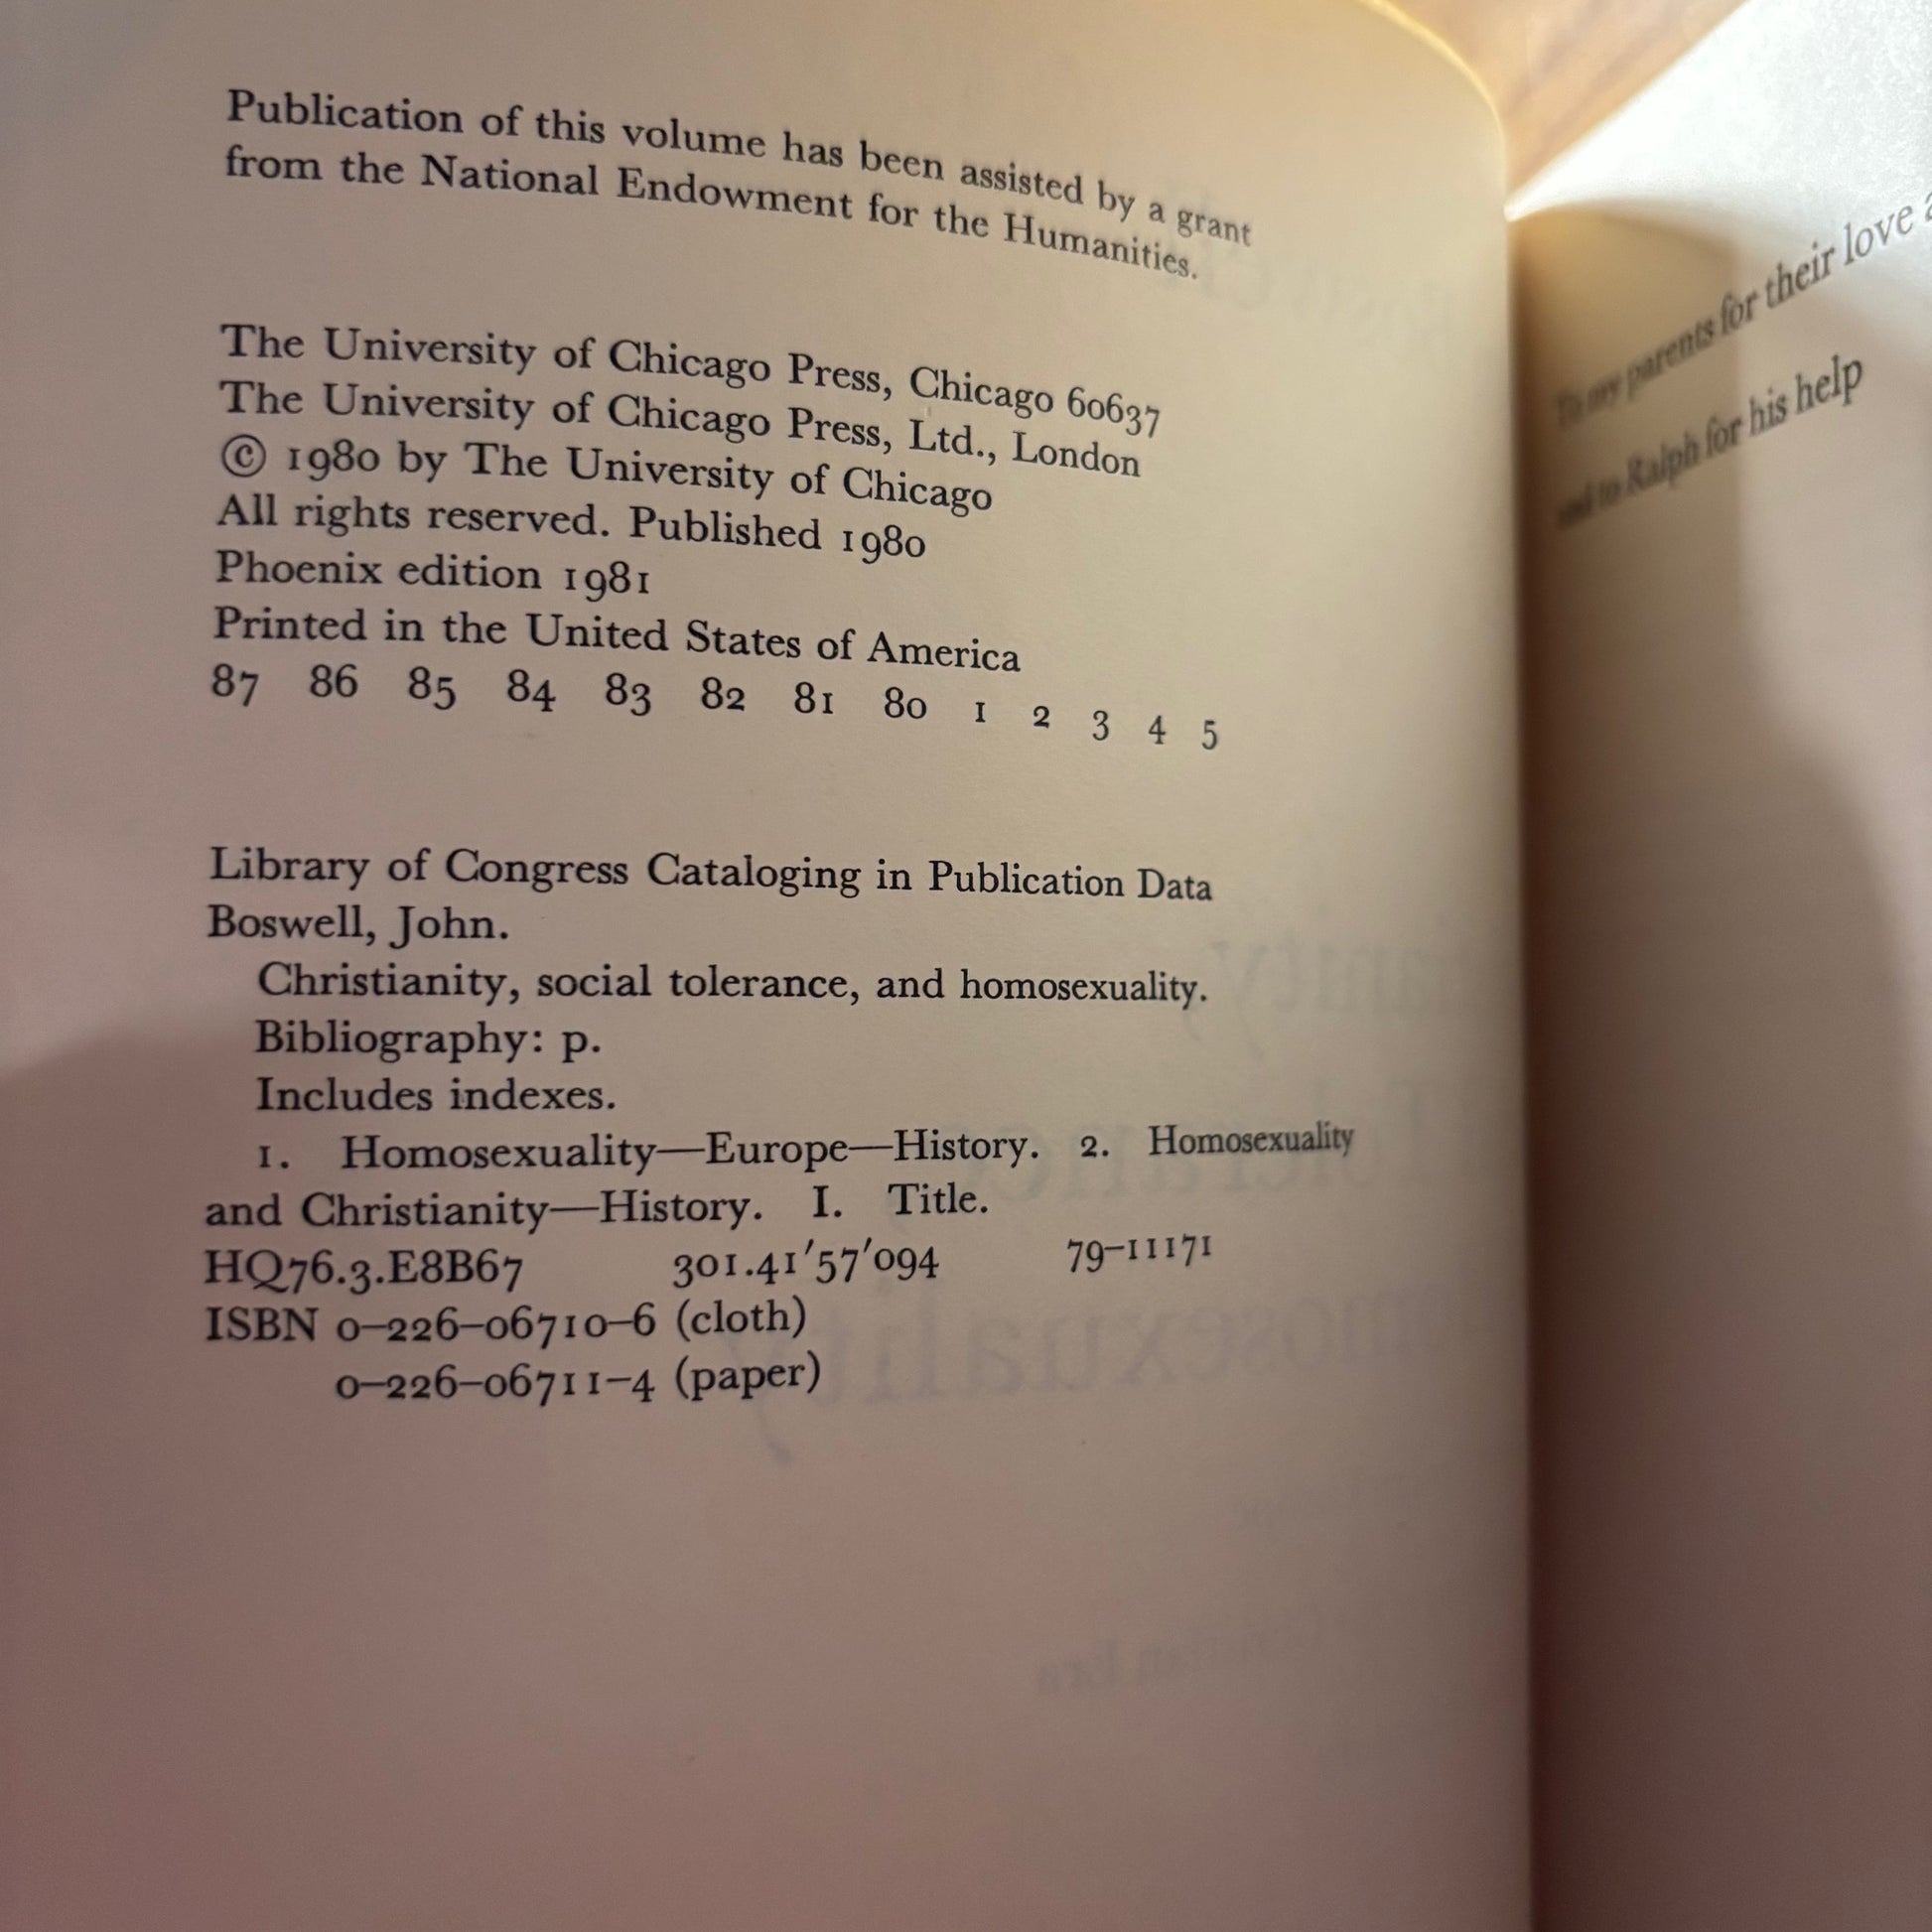 Publication of this volume has been assisted by a grant
from the National Endowment for the Humanities.
The University of Chicago Press, Chicago 60637
The University of Chicago Press, Ltd., London
© 1980 by The University of Chicago
All rights reserved. Published 1980
Phoenix edition 1981
Printed in the United States of America
87 86 85 84 83 82 81 80 1 2 3 4 5
Library of Congress Cataloging in Publication Data
Boswell, John.
Christianity, social tolerance, and homosexuality.
Bibliography: p.
Includes indexes.
1. Homosexuality—Europe—History. 2. Homosexuality
and Christianity—History. I. Title.
HQ76.3.E8B67 301.41′57′094 79-11171
ISBN 0-226-06710-6 (cloth)
0-226-06711-4 (paper)
To my parents for their love
and to Ralph for his help